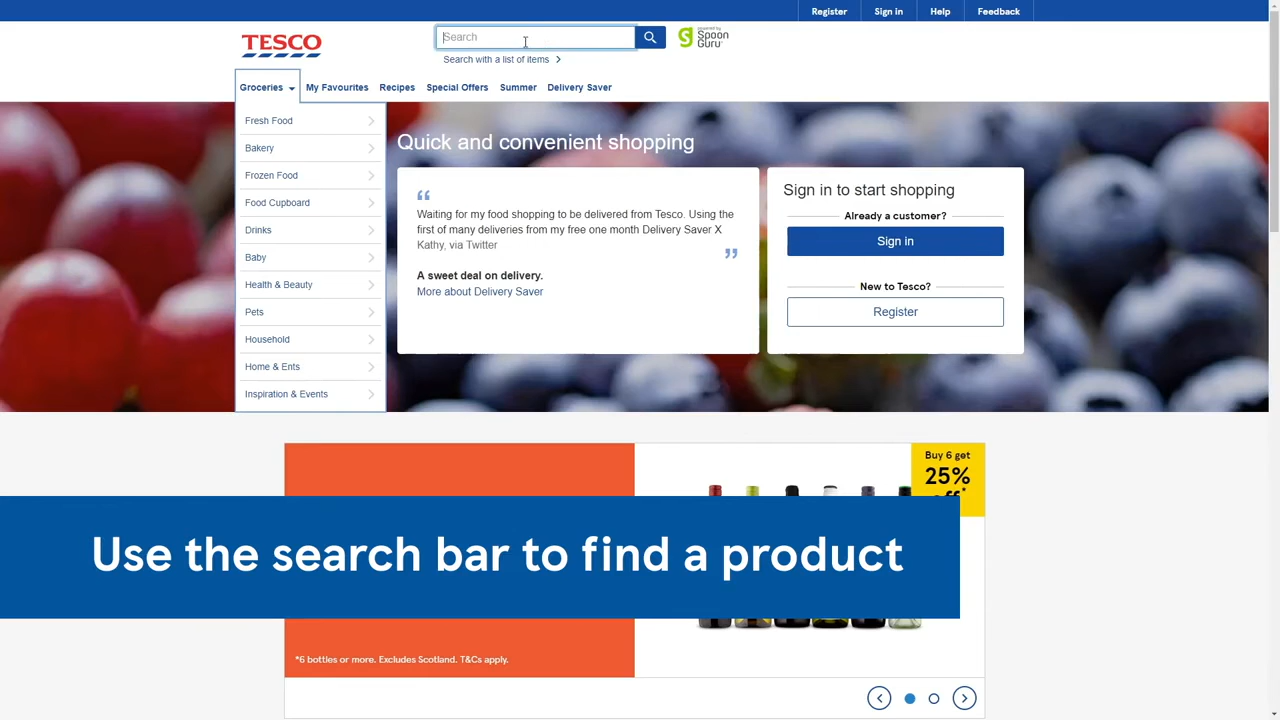 Register
Sign in
Help
Feedback
TESCO
Search
powered by
Spoon
Guru
Search with a list of items
Groceries
My Favourites
Recipes
Special Offers
Summer
Delivery Saver
Fresh Food
Bakery
Frozen Food
Food Cupboard
Drinks
Baby
Health & Beauty
Pets
Household
Home & Ents
Inspiration & Events
Quick and convenient shopping
“
Waiting for my food shopping to be delivered from Tesco. Using the
first of many deliveries from my free one month Delivery Saver X
Kathy, via Twitter
”
A sweet deal on delivery.
More about Delivery Saver
Sign in to start shopping
Already a customer?
Sign in
New to Tesco?
Register
Buy 6 get
25%
off*
Use the search bar to find a product
*6 bottles or more. Excludes Scotland. T&Cs apply.